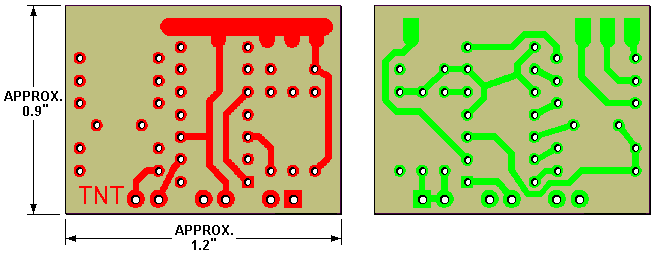 APPROX.
0.9"
TNT
APPROX.
1.2"